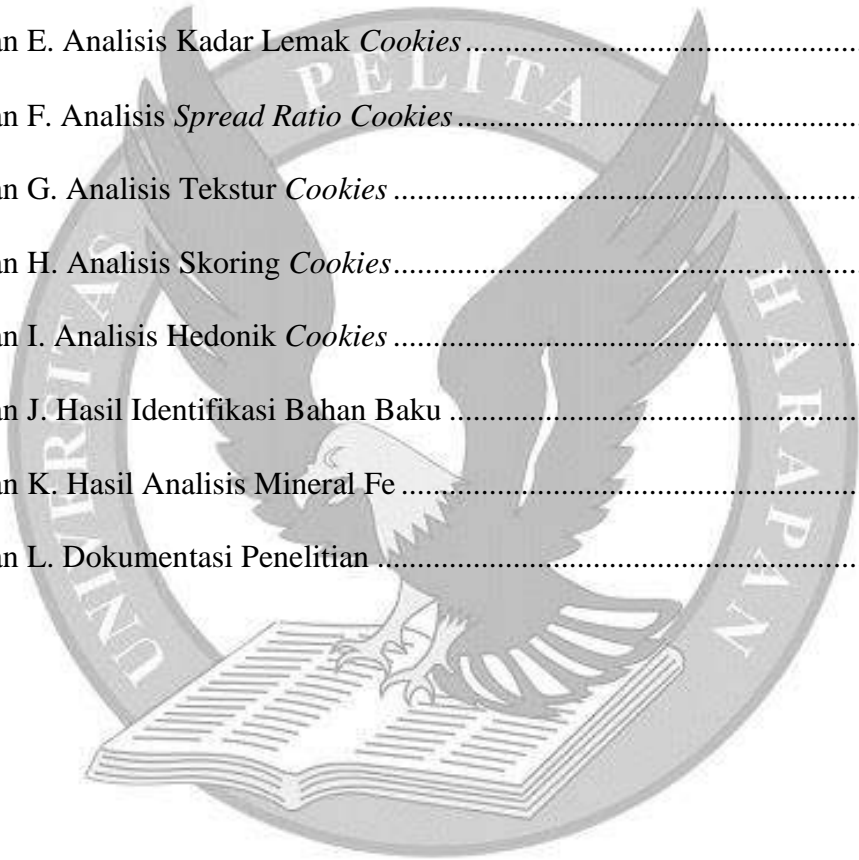 an E. Analisis Kadar Lemak Cookies ..............................................................
an F. Analisis Spread Ratio Cookies ..............................................................
an G. Analisis Tekstur Cookies ..............................................................
an H. Analisis Skoring Cookies ..............................................................
an I. Analisis Hedonik Cookies ..............................................................
an J. Hasil Identifikasi Bahan Baku ..............................................................
an K. Hasil Analisis Mineral Fe ..............................................................
an L. Dokumentasi Penelitian ..............................................................
UNIVERSITAS PELITA HARAPAN